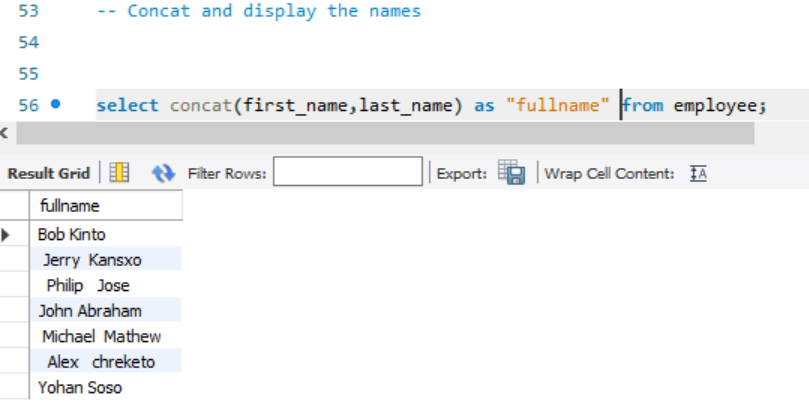 53 -- Concat and display the names
54
55
56 select concat(first_name,last_name) as "fullname" from employee;
Result Grid Filter Rows: Export: Wrap Cell Content:
fullname
Bob Kinto
Jerry Kansxo
Philip Jose
John Abraham
Michael Mathew
Alex chreketo
Yohan Soso